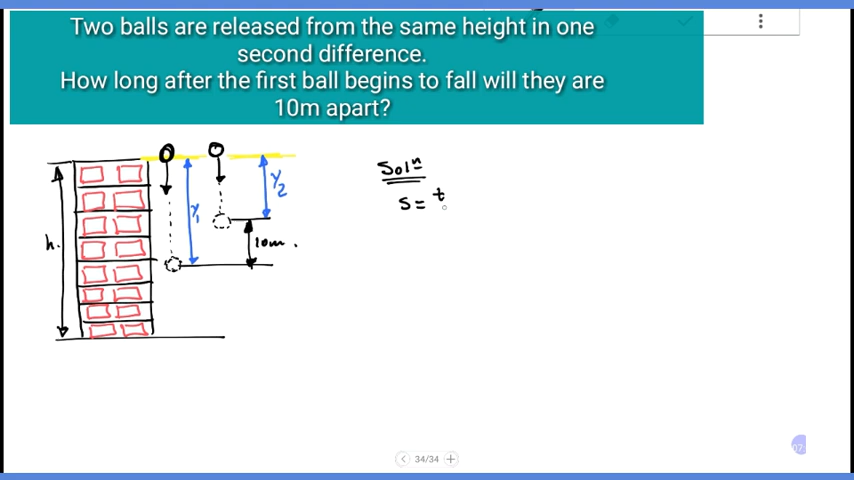 Two balls are released from the same height in one
second difference.
How long after the first ball begins to fall will they are
10m apart?
Solⁿ
s= t
h.
Y₁
Y₂
10m.
34/34
07